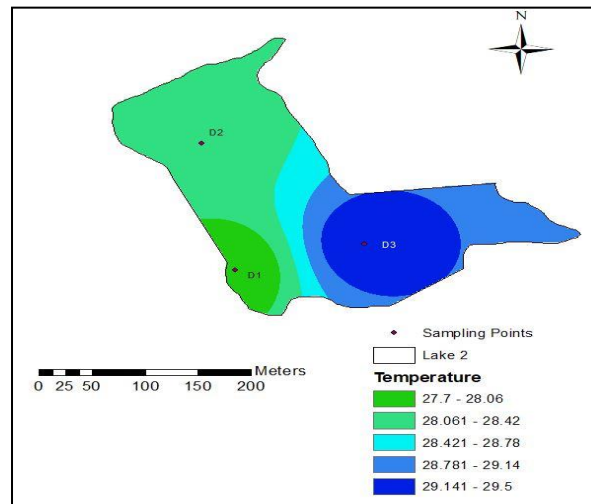 N
D2
D3
D1
Sampling Points
Meters
Lake 2
0 25 50 100 150 200
Temperature
27.7 - 28.06
28.061 - 28.42
28.421 - 28.78
28.781 - 29.14
29.141 - 29.5